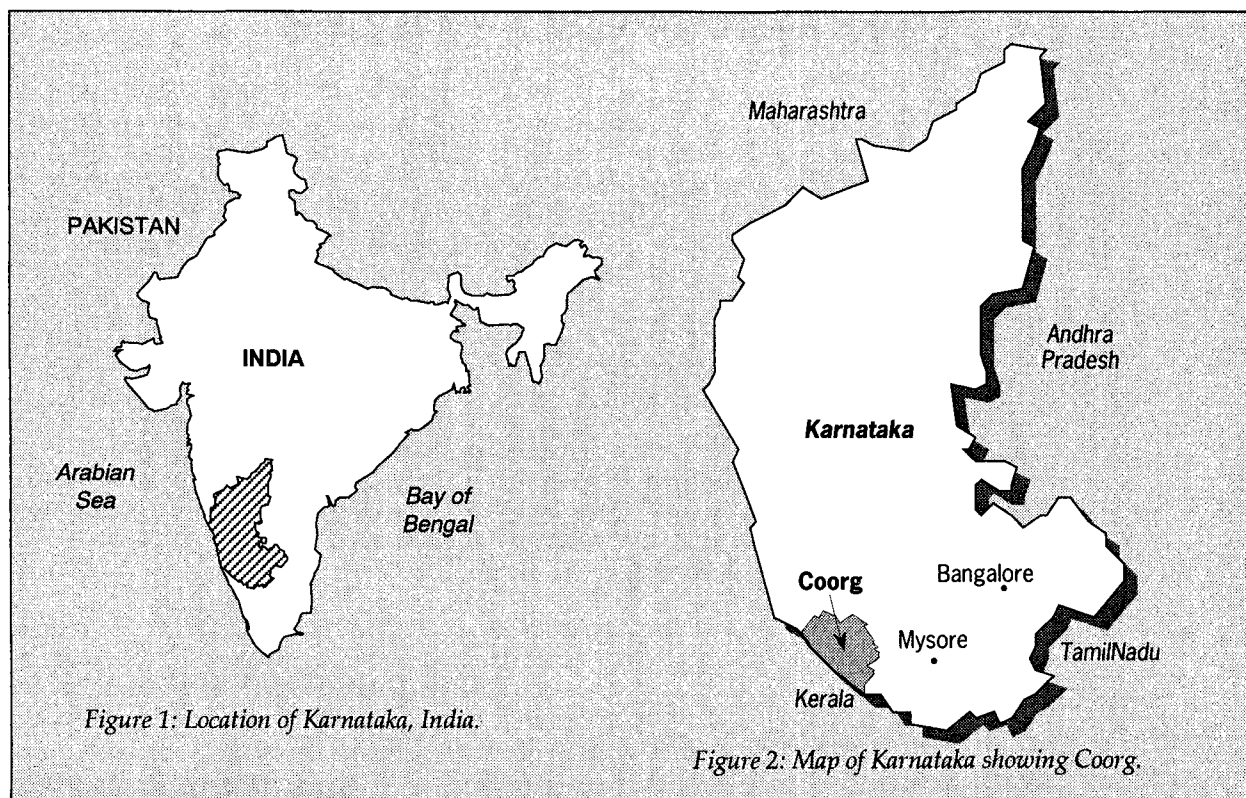 PAKISTAN
INDIA
Arabian
Sea
Bay of
Bengal
Figure 1: Location of Karnataka, India.
Maharashtra
Andhra
Pradesh
Karnataka
Coorg
Bangalore
Mysore
TamilNadu
Kerala
Figure 2: Map of Karnataka showing Coorg.